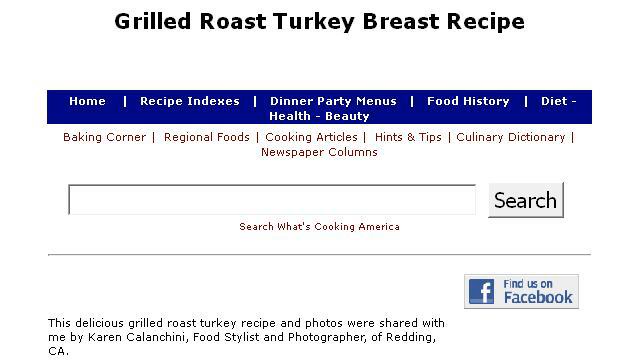 Grilled Roast Turkey Breast Recipe
Home | Recipe Indexes | Dinner Party Menus | Food History | Diet -
Health - Beauty
Baking Corner | Regional Foods | Cooking Articles | Hints & Tips | Culinary Dictionary |
Newspaper Columns
Search
Search What's Cooking America
Find us on
Facebook
This delicious grilled roast turkey recipe and photos were shared with
me by Karen Calanchini, Food Stylist and Photographer, of Redding,
CA.